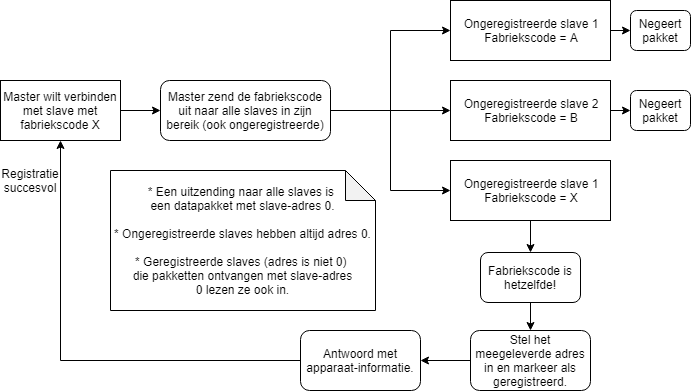 Ongeregistreerde slave 1
Fabriekscode = A
Negeert
pakket
Master wilt verbinden
met slave met
fabriekscode X
Master zend de fabriekscode
uit naar alle slaves in zijn
bereik (ook ongeregistreerde)
Ongeregistreerde slave 2
Fabriekscode = B
Negeert
pakket
Registratie
succesvol
* Een uitzending naar alle slaves is
een datapakket met slave-adres 0.
* Ongeregistreerde slaves hebben altijd adres 0.
* Geregistreerde slaves (adres is niet 0)
die pakketten ontvangen met slave-adres
0 lezen ze ook in.
Ongeregistreerde slave 1
Fabriekscode = X
Fabriekscode is
hetzelfde!
Stel het
meegeleverde adres
in en markeer als
geregistreerd.
Antwoord met
apparaat-informatie.